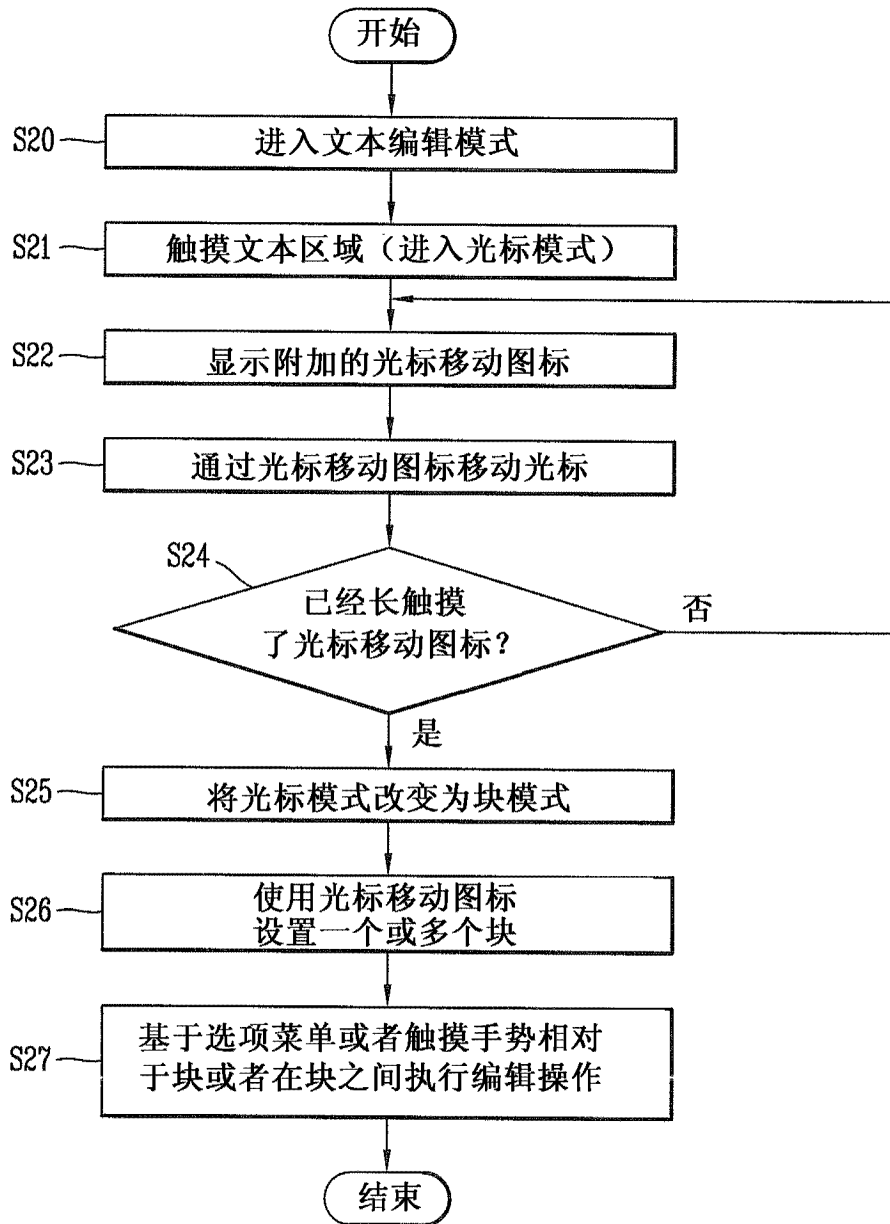 开始
S20
进入文本编辑模式
S21
触摸文本区域（进入光标模式）
S22
显示附加的光标移动图标
S23
通过光标移动图标移动光标
S24
已经长触摸
了光标移动图标？
否
是
S25
将光标模式改变为块模式
S26
使用光标移动图标
设置一个或多个块
S27
基于选项菜单或者触摸手势相对
于块或者在块之间执行编辑操作
结束